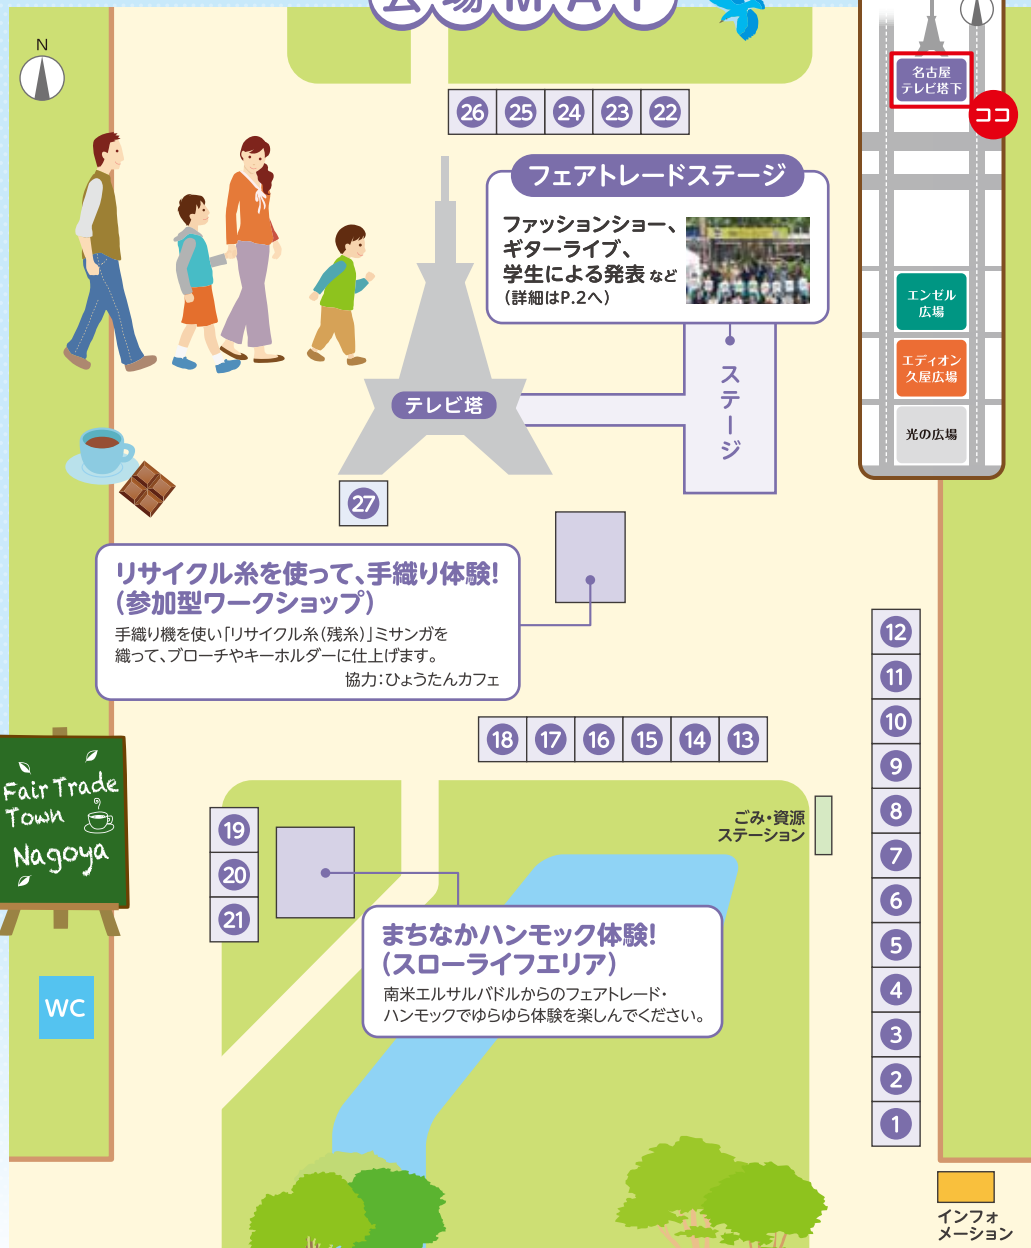 会場MAP
N
26 25 24 23 22
名古屋
テレビ塔下
ココ
フェアトレードステージ
ファッションショー、
ギターライブ、
学生による発表 など
(詳細はP.2へ)
エンゼル
広場
エディオン
久屋広場
光の広場
ステージ
テレビ塔
27
リサイクル糸を使って、手織り体験!
(参加型ワークショップ)
手織り機を使い「リサイクル糸(残糸)」ミサンガを
織って、ブローチやキーホルダーに仕上げます。
協力:ひょうたんカフェ
12
11
10
9
8
7
6
5
4
3
2
1
18 17 16 15 14 13
Fair Trade
Town
Nagoya
19
20
21
ごみ・資源
ステーション
まちなかハンモック体験!
(スローライフエリア)
南米エルサルバドルからのフェアトレード・
ハンモックでゆらゆら体験を楽しんでください。
WC
インフォ
メーション